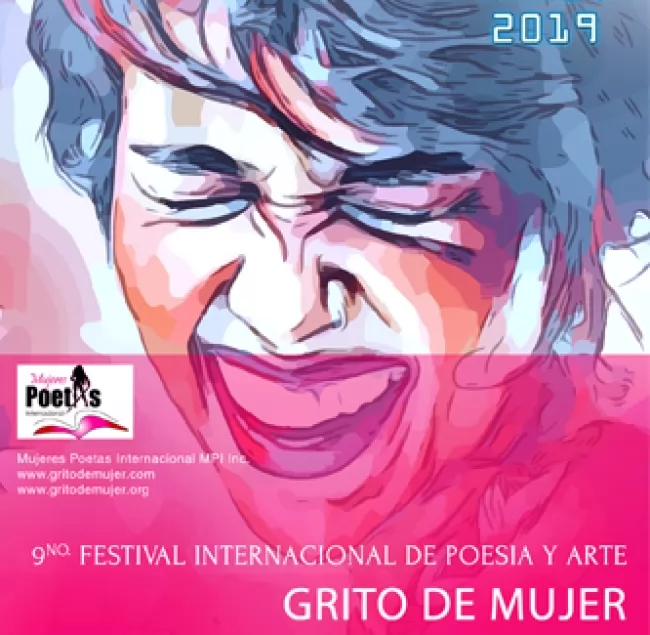 2019
Mujeres
Poetas
Internacional
Mujeres Poetas Internacional MPI Inc.
www.gritodemujer.com
www.gritodemujer.org
9NO. FESTIVAL INTERNACIONAL DE POESIA Y ARTE
GRITO DE MUJER